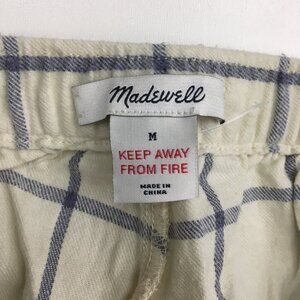 Madewell
M
KEEP AWAY
FROM FIRE
MADE IN
CHINA